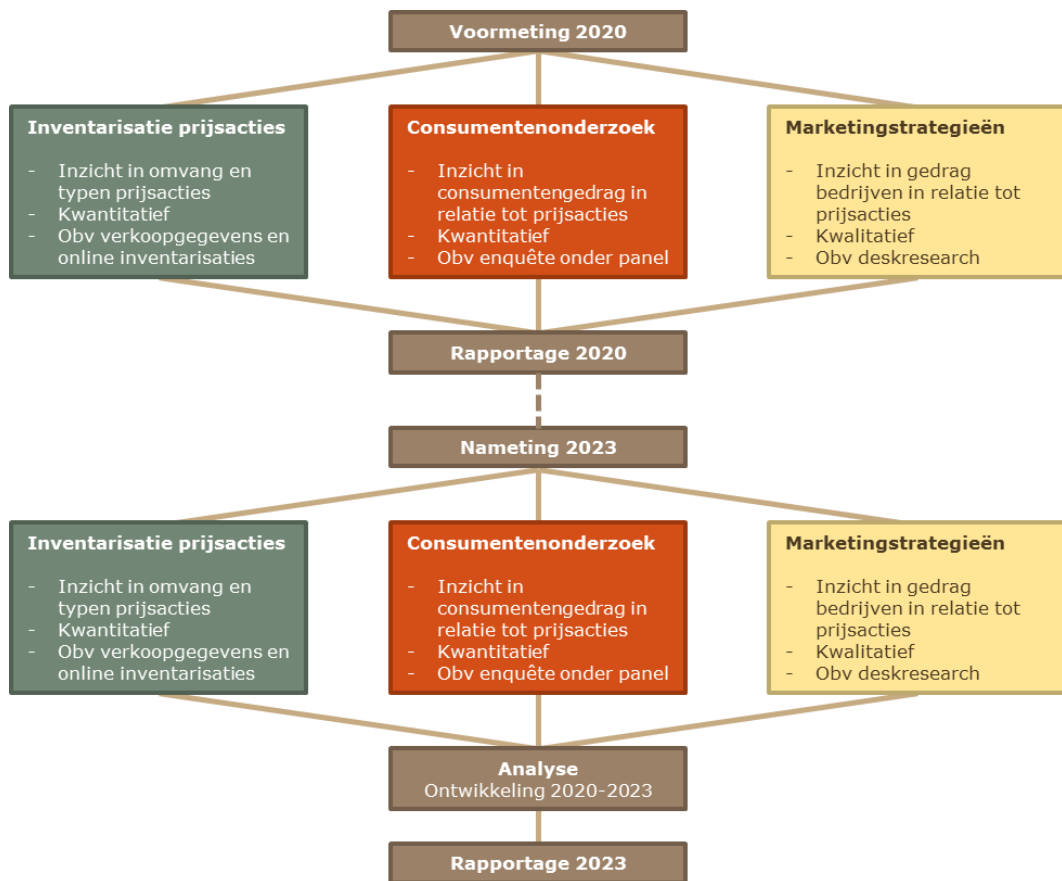 Voormeting 2020
Inventarisatie prijsacties
- Inzicht in omvang en
typen prijsacties
- Kwantitatief
- Obv verkoopgegevens en
online inventarisaties
Consumentenonderzoek
- Inzicht in
consumentengedrag in
relatie tot prijsacties
- Kwantitatief
- Obv enquête onder panel
Marketingstrategieën
- Inzicht in gedrag
bedrijven in relatie tot
prijsacties
- Kwalitatief
- Obv deskresearch
Rapportage 2020
Nameting 2023
Inventarisatie prijsacties
- Inzicht in omvang en
typen prijsacties
- Kwantitatief
- Obv verkoopgegevens en
online inventarisaties
Consumentenonderzoek
- Inzicht in
consumentengedrag in
relatie tot prijsacties
- Kwantitatief
- Obv enquête onder panel
Marketingstrategieën
- Inzicht in gedrag
bedrijven in relatie tot
prijsacties
- Kwalitatief
- Obv deskresearch
Analyse
Ontwikkeling 2020-2023
Rapportage 2023